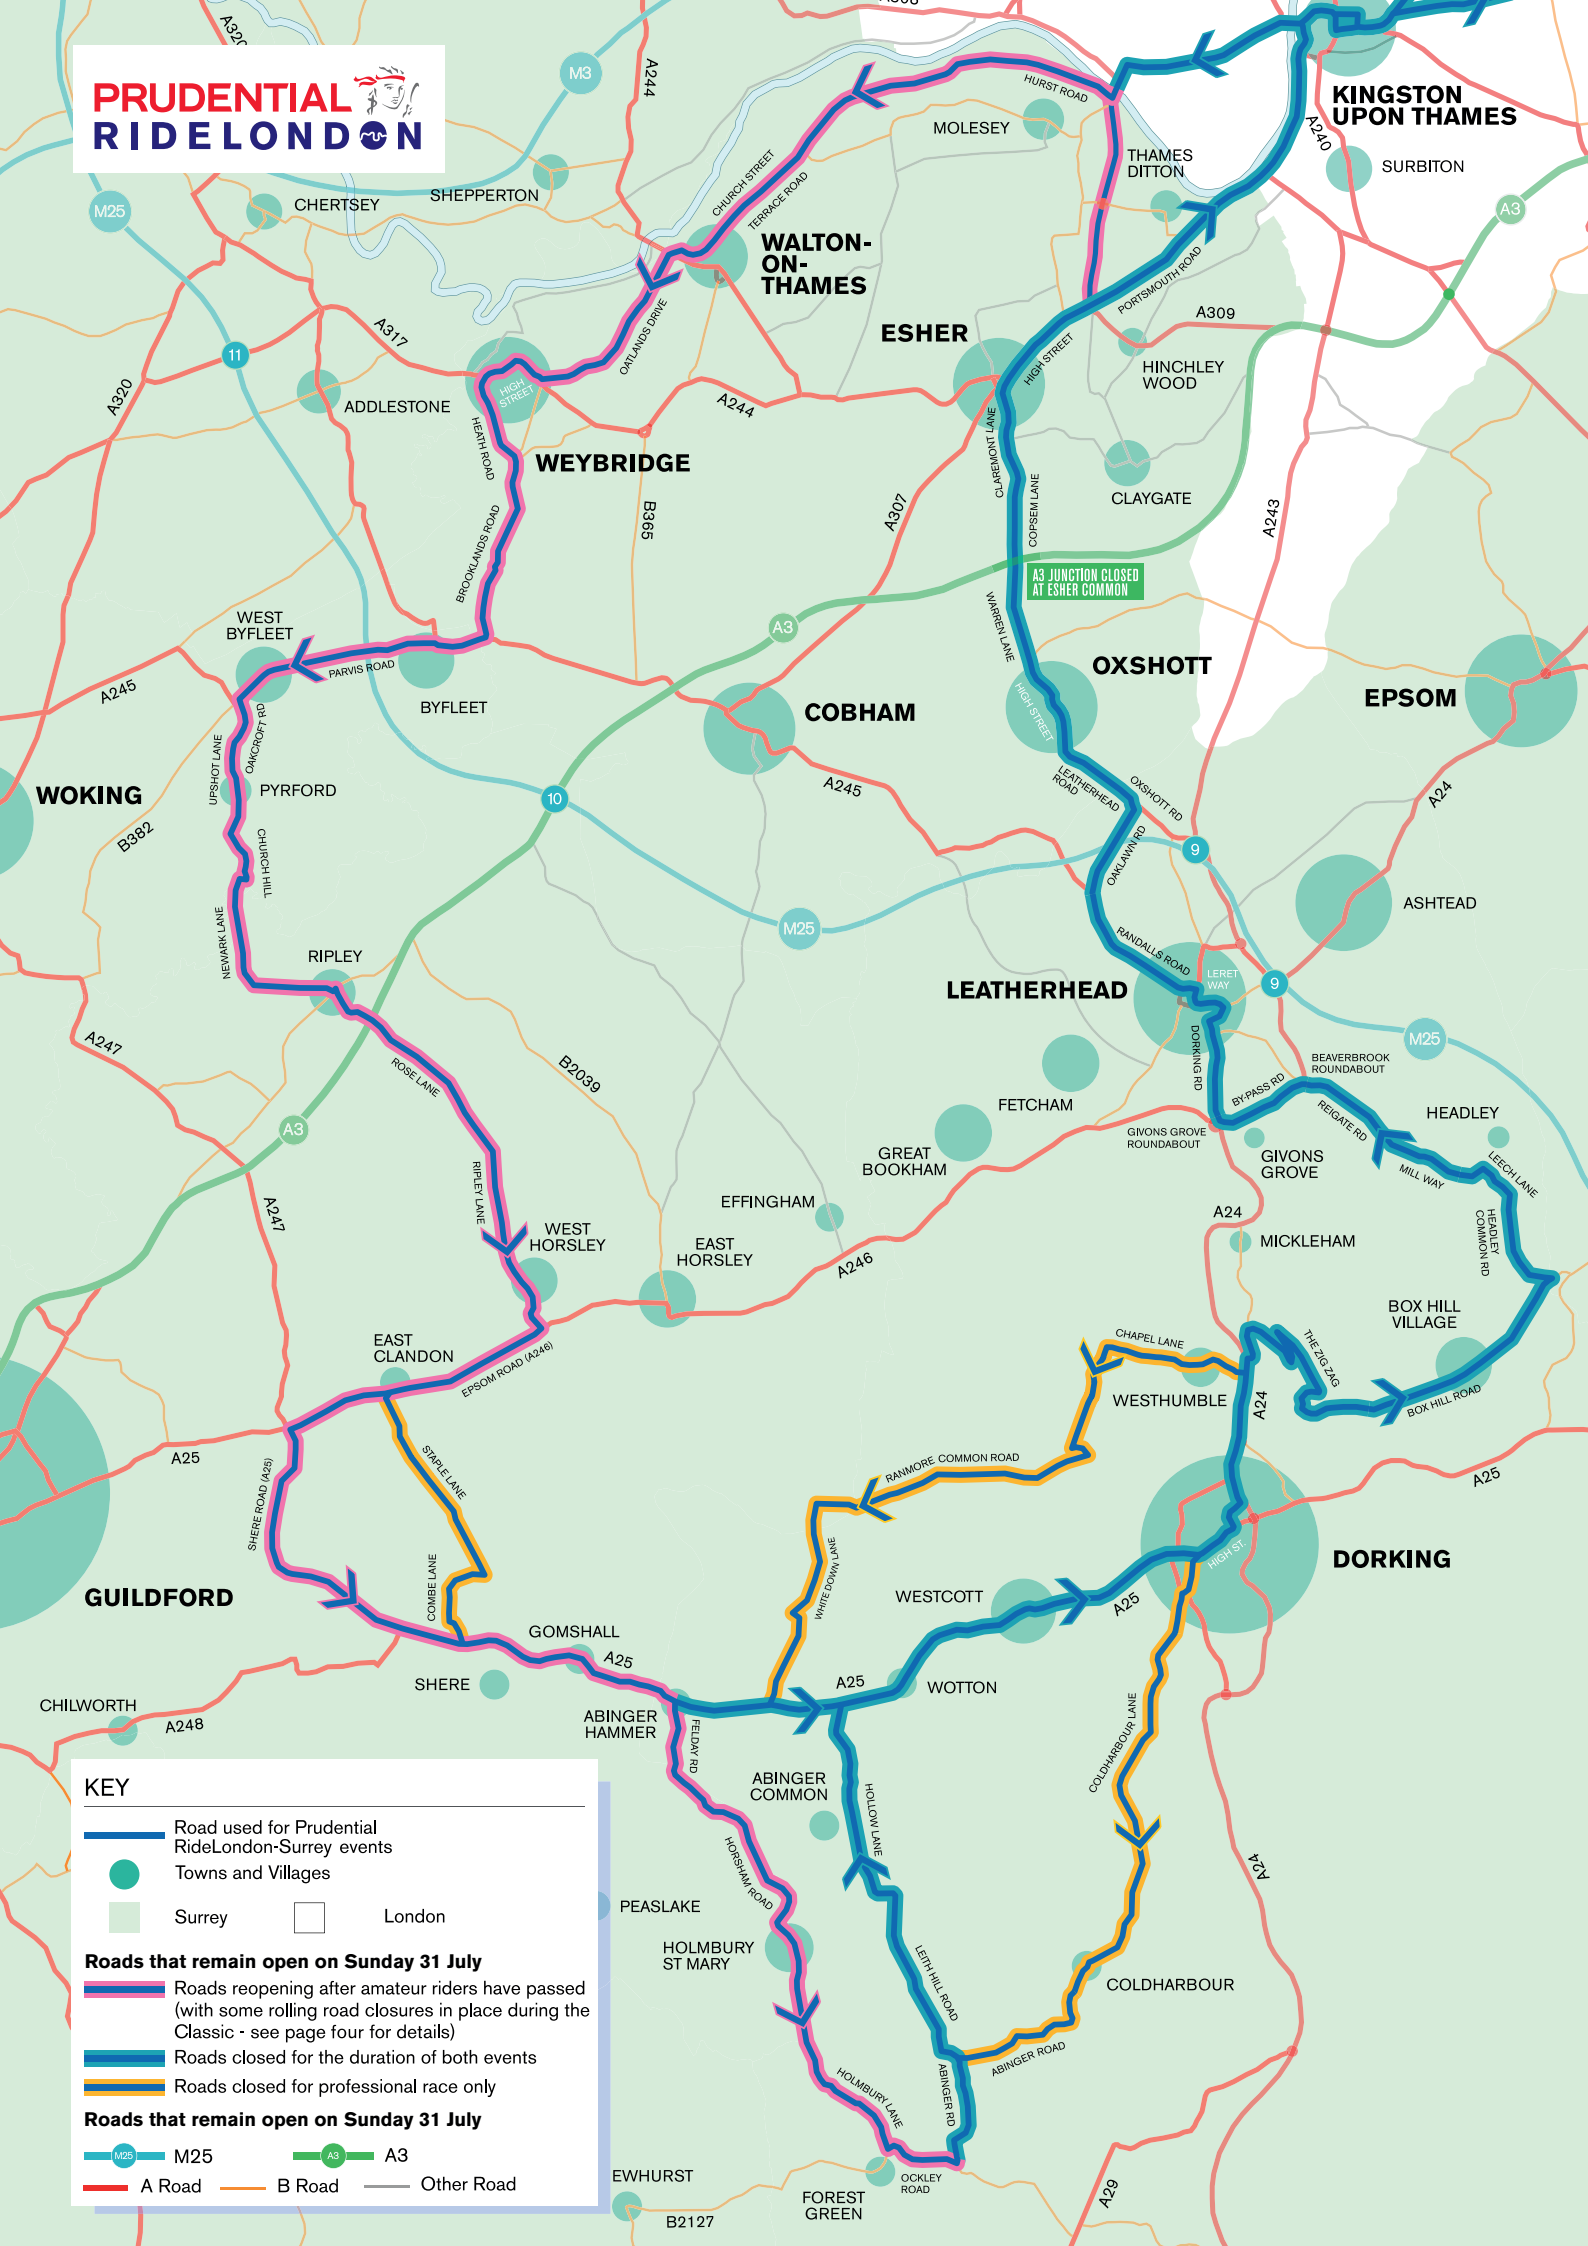 PRUDENTIAL
RIDELONDON
A320
M3
A244
M25
CHERTSEY
SHEPPERTON
MOLESEY
HURST ROAD
THAMES
DITTON
KINGSTON
UPON THAMES
A240
SURBITON
A3
CHURCH STREET
TERRACE ROAD
WALTON-
ON-
THAMES
PORTSMOUTH ROAD
A309
11
A317
A320
OATLANDS DRIVE
ESHER
HIGH STREET
HINCHLEY
WOOD
ADDLESTONE
HIGH
STREET
A244
HEATH ROAD
WEYBRIDGE
CLAREMONT LANE
CLAYGATE
COPSEM LANE
A307
B365
A243
BROOKLANDS ROAD
A3 JUNCTION CLOSED
AT ESHER COMMON
WARREN LANE
WEST
BYFLEET
A3
PARVIS ROAD
OXSHOTT
HIGH STREET
A245
BYFLEET
COBHAM
EPSOM
OAKCROFT RD
UPSHOT LANE
WOKING
PYRFORD
10
A245
LEATHERHEAD
ROAD
OXSHOTT RD
A24
B382
CHURCH HILL
OAKLAWN RD
9
ASHTEAD
NEWARK LANE
M25
RIPLEY
RANDALLS ROAD
LERET
WAY
LEATHERHEAD
9
A247
M25
ROSE LANE
B2039
DORKING RD
BEAVERBROOK
ROUNDABOUT
FETCHAM
BY-PASS RD
REIGATE RD
HEADLEY
A3
GREAT
BOOKHAM
GIVONS GROVE
ROUNDABOUT
GIVONS
GROVE
MILL WAY
LEECH LANE
RIPLEY LANE
A247
EFFINGHAM
A24
HEADLEY
COMMON RD
WEST
HORSLEY
EAST
HORSLEY
A246
MICKLEHAM
BOX HILL
VILLAGE
EAST
CLANDON
EPSOM ROAD (A246)
CHAPEL LANE
THE ZIG ZAG
WESTHUMBLE
A24
BOX HILL ROAD
A25
SHERE ROAD (A25)
STAPLE LANE
RANMORE COMMON ROAD
A25
WHITE DOWN LANE
HIGH ST.
DORKING
GUILDFORD
COMBE LANE
WESTCOTT
A25
GOMSHALL
A25
SHERE
A25
WOTTON
CHILWORTH
A248
ABINGER
HAMMER
FELDAY RD
COLDHARBOUR LANE
ABINGER
COMMON
HOLLOW LANE
HORSHAM ROAD
A24
PEASLAKE
HOLMBURY
ST MARY
LEITH HILL ROAD
COLDHARBOUR
ABINGER ROAD
HOLMBURY LANE
ABINGER RD
OCKLEY
ROAD
FOREST
GREEN
EWHURST
B2127
A29
KEY
Road used for Prudential
RideLondon-Surrey events
Towns and Villages
Surrey
London
Roads that remain open on Sunday 31 July
Roads reopening after amateur riders have passed
(with some rolling road closures in place during the
Classic - see page four for details)
Roads closed for the duration of both events
Roads closed for professional race only
Roads that remain open on Sunday 31 July
M25
M25
A3
A3
A Road
B Road
Other Road